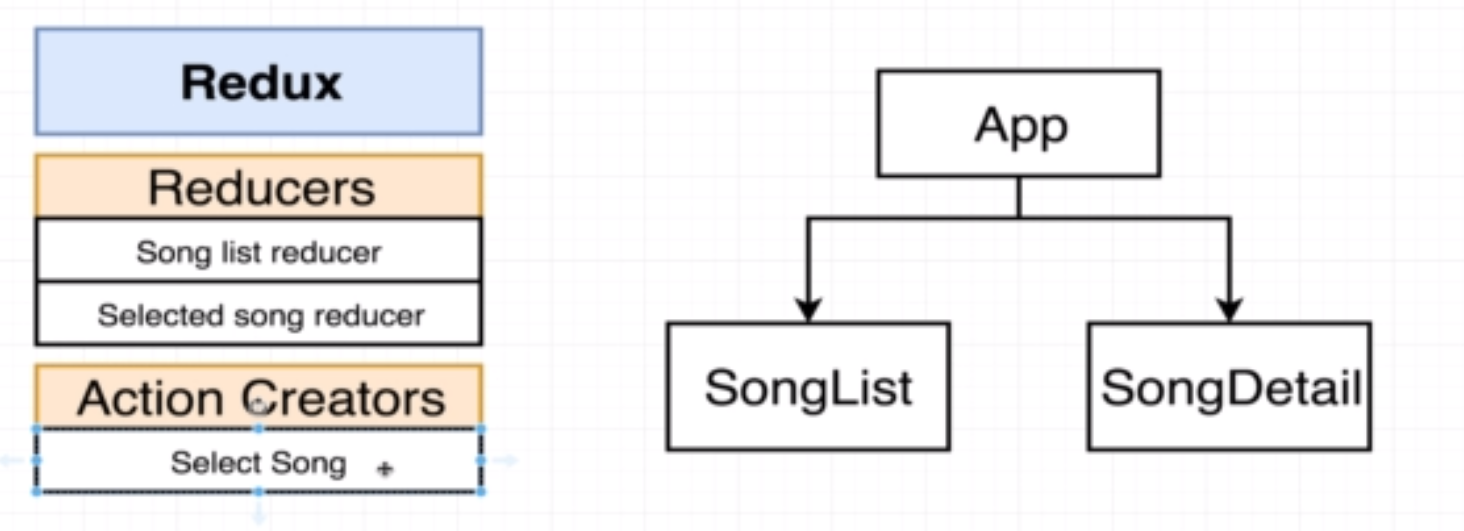 Redux
Reducers
Song list reducer
Selected song reducer
Action Creators
Select Song
App
SongList
SongDetail